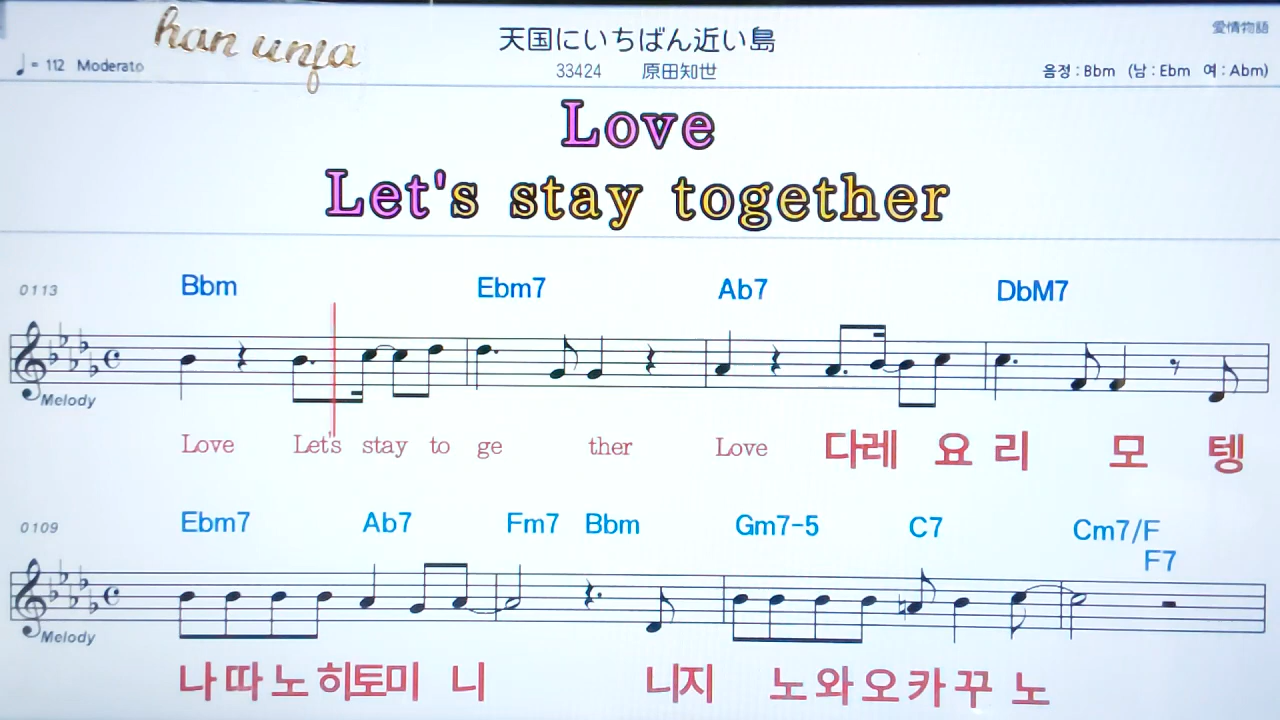 han unja
天国にいちばん近い島
愛情物語
♩= 112 Moderato
33424 原田知世
음정 : Bbm (남 : Ebm 여 : Abm)
Love
Let's stay together
0113 Bbm Ebm7 Ab7 DbM7
Melody
Love Let's stay to ge ther Love 다레 요 리 모 텡
0109 Ebm7 Ab7 Fm7 Bbm Gm7-5 C7 Cm7/F
F7
Melody
나 따 노 히토미 니 니지 노 와 오 카 꾸 노